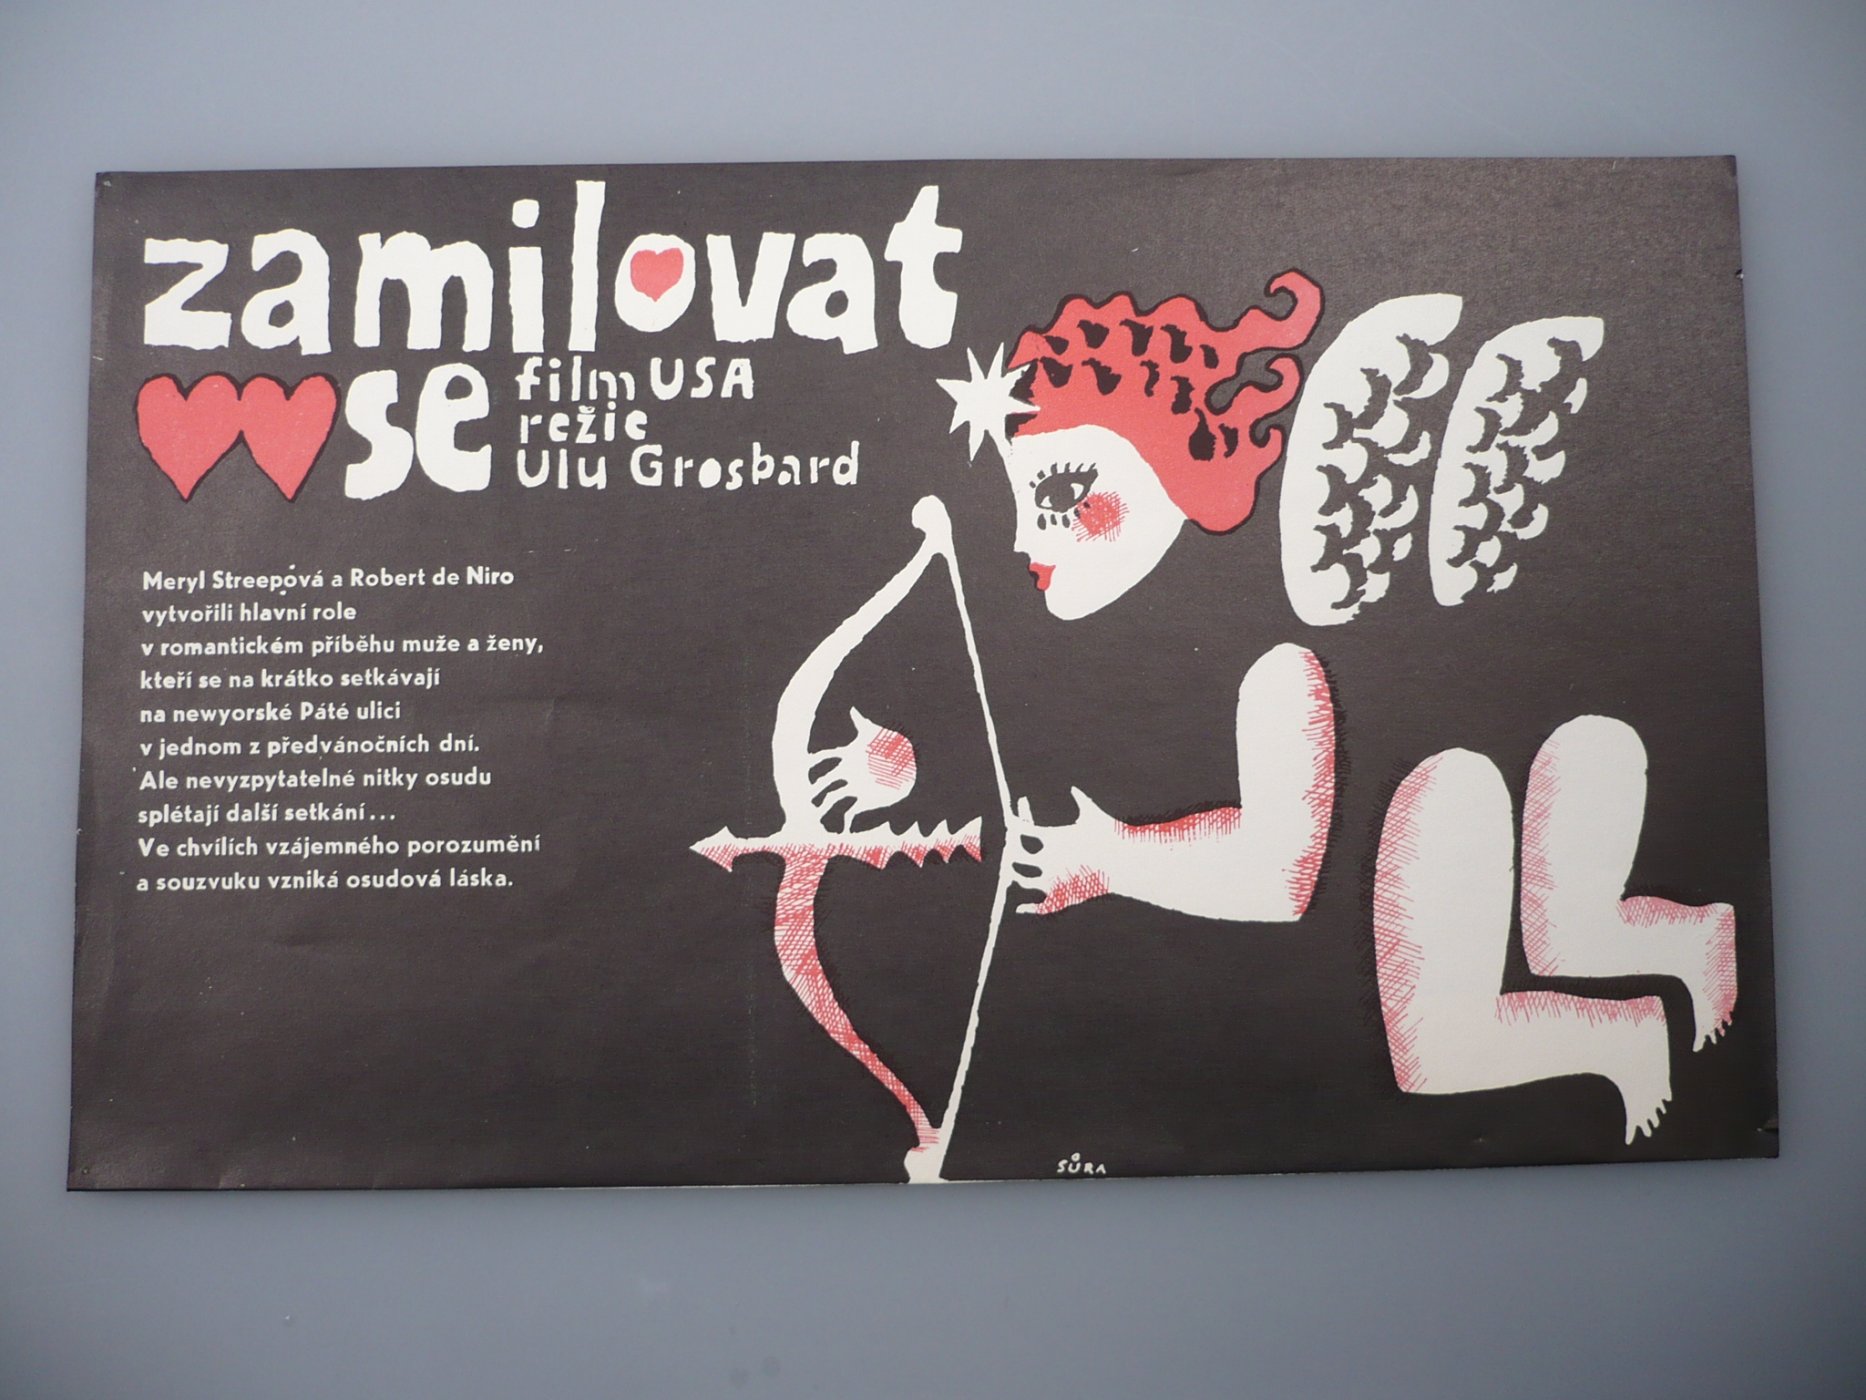 zamilovat
se
film USA
režie
Ulu Grosbard
Meryl Streepová a Robert de Niro
vytvořili hlavní role
v romantickém příběhu muže a ženy,
kteří se na krátko setkávají
na newyorské Páté ulici
v jednom z předvánočních dní.
Ale nevyzpytatelné nitky osudu
splétají další setkání...
Ve chvílích vzájemného porozumění
a souzvuku vzniká osudová láska.
SŮRA